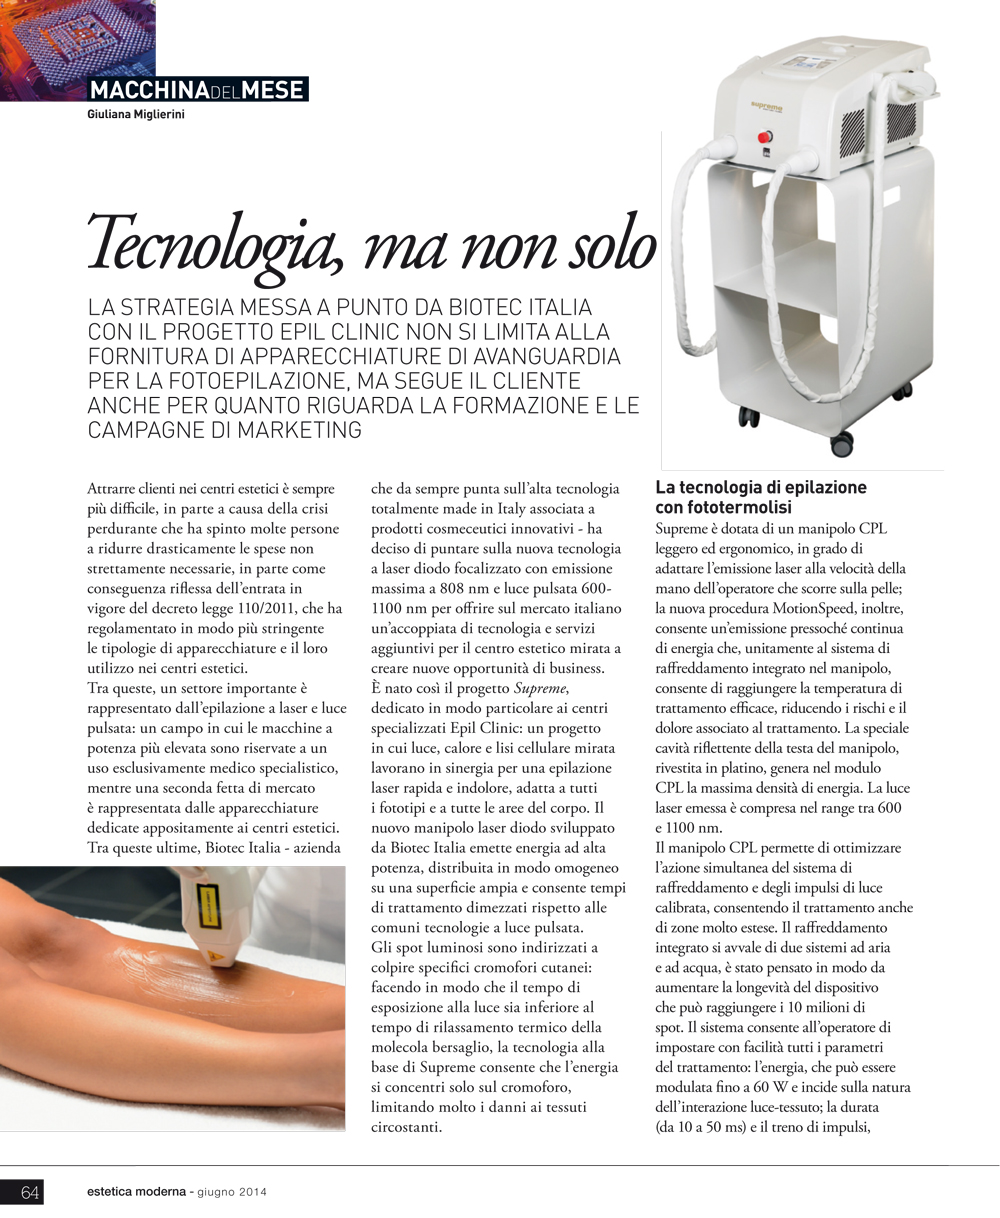 MACCHINADELMESE
Giuliana Miglierini
supreme
Tecnologia, ma non solo
LA STRATEGIA MESSA A PUNTO DA BIOTEC ITALIA
CON IL PROGETTO EPIL CLINIC NON SI LIMITA ALLA
FORNITURA DI APPARECCHIATURE DI AVANGUARDIA
PER LA FOTOEPILAZIONE, MA SEGUE IL CLIENTE
ANCHE PER QUANTO RIGUARDA LA FORMAZIONE E LE
CAMPAGNE DI MARKETING
Attrarre clienti nei centri estetici è sempre
più difficile, in parte a causa della crisi
perdurante che ha spinto molte persone
a ridurre drasticamente le spese non
strettamente necessarie, in parte come
conseguenza riflessa dell'entrata in
vigore del decreto legge 110/2011, che ha
regolamentato in modo più stringente
le tipologie di apparecchiature e il loro
utilizzo nei centri estetici.
Tra queste, un settore importante è
rappresentato dall'epilazione a laser e luce
pulsata: un campo in cui le macchine a
potenza più elevata sono riservate a un
uso esclusivamente medico specialistico,
mentre una seconda fetta di mercato
è rappresentata dalle apparecchiature
dedicate appositamente ai centri estetici.
Tra queste ultime, Biotec Italia - azienda
che da sempre punta sull'alta tecnologia
totalmente made in Italy associata a
prodotti cosmeceutici innovativi - ha
deciso di puntare sulla nuova tecnologia
a laser diodo focalizzato con emissione
massima a 808 nm e luce pulsata 600-
1100 nm per offrire sul mercato italiano
un'accoppiata di tecnologia e servizi
aggiuntivi per il centro estetico mirata a
creare nuove opportunità di business.
È nato così il progetto Supreme,
dedicato in modo particolare ai centri
specializzati Epil Clinic: un progetto
in cui luce, calore e lisi cellulare mirata
lavorano in sinergia per una epilazione
laser rapida e indolore, adatta a tutti
i fototipi e a tutte le aree del corpo. Il
nuovo manipolo laser diodo sviluppato
da Biotec Italia emette energia ad alta
potenza, distribuita in modo omogeneo
su una superficie ampia e consente tempi
di trattamento dimezzati rispetto alle
comuni tecnologie a luce pulsata.
Gli spot luminosi sono indirizzati a
colpire specifici cromofori cutanei:
facendo in modo che il tempo di
esposizione alla luce sia inferiore al
tempo di rilassamento termico della
molecola bersaglio, la tecnologia alla
base di Supreme consente che l'energia
si concentri solo sul cromoforo,
limitando molto i danni ai tessuti
circostanti.
La tecnologia di epilazione
con fototermolisi
Supreme è dotata di un manipolo CPL
leggero ed ergonomico, in grado di
adattare l'emissione laser alla velocità della
mano dell'operatore che scorre sulla pelle;
la nuova procedura MotionSpeed, inoltre,
consente un'emissione pressoché continua
di energia che, unitamente al sistema di
raffreddamento integrato nel manipolo,
consente di raggiungere la temperatura di
trattamento efficace, riducendo i rischi e il
dolore associato al trattamento. La speciale
cavità riflettente della testa del manipolo,
rivestita in platino, genera nel modulo
CPL la massima densità di energia. La luce
laser emessa è compresa nel range tra 600
e 1100 nm.
Il manipolo CPL permette di ottimizzare
l'azione simultanea del sistema di
raffreddamento e degli impulsi di luce
calibrata, consentendo il trattamento anche
di zone molto estese. Il raffreddamento
integrato si avvale di due sistemi ad aria
e ad acqua, è stato pensato in modo da
aumentare la longevità del dispositivo
che può raggiungere i 10 milioni di
spot. Il sistema consente all'operatore di
impostare con facilità tutti i parametri
del trattamento: l'energia, che può essere
modulata fino a 60 W e incide sulla natura
dell'interazione luce-tessuto; la durata
(da 10 a 50 ms) e il treno di impulsi,
64
estetica moderna - giugno 2014